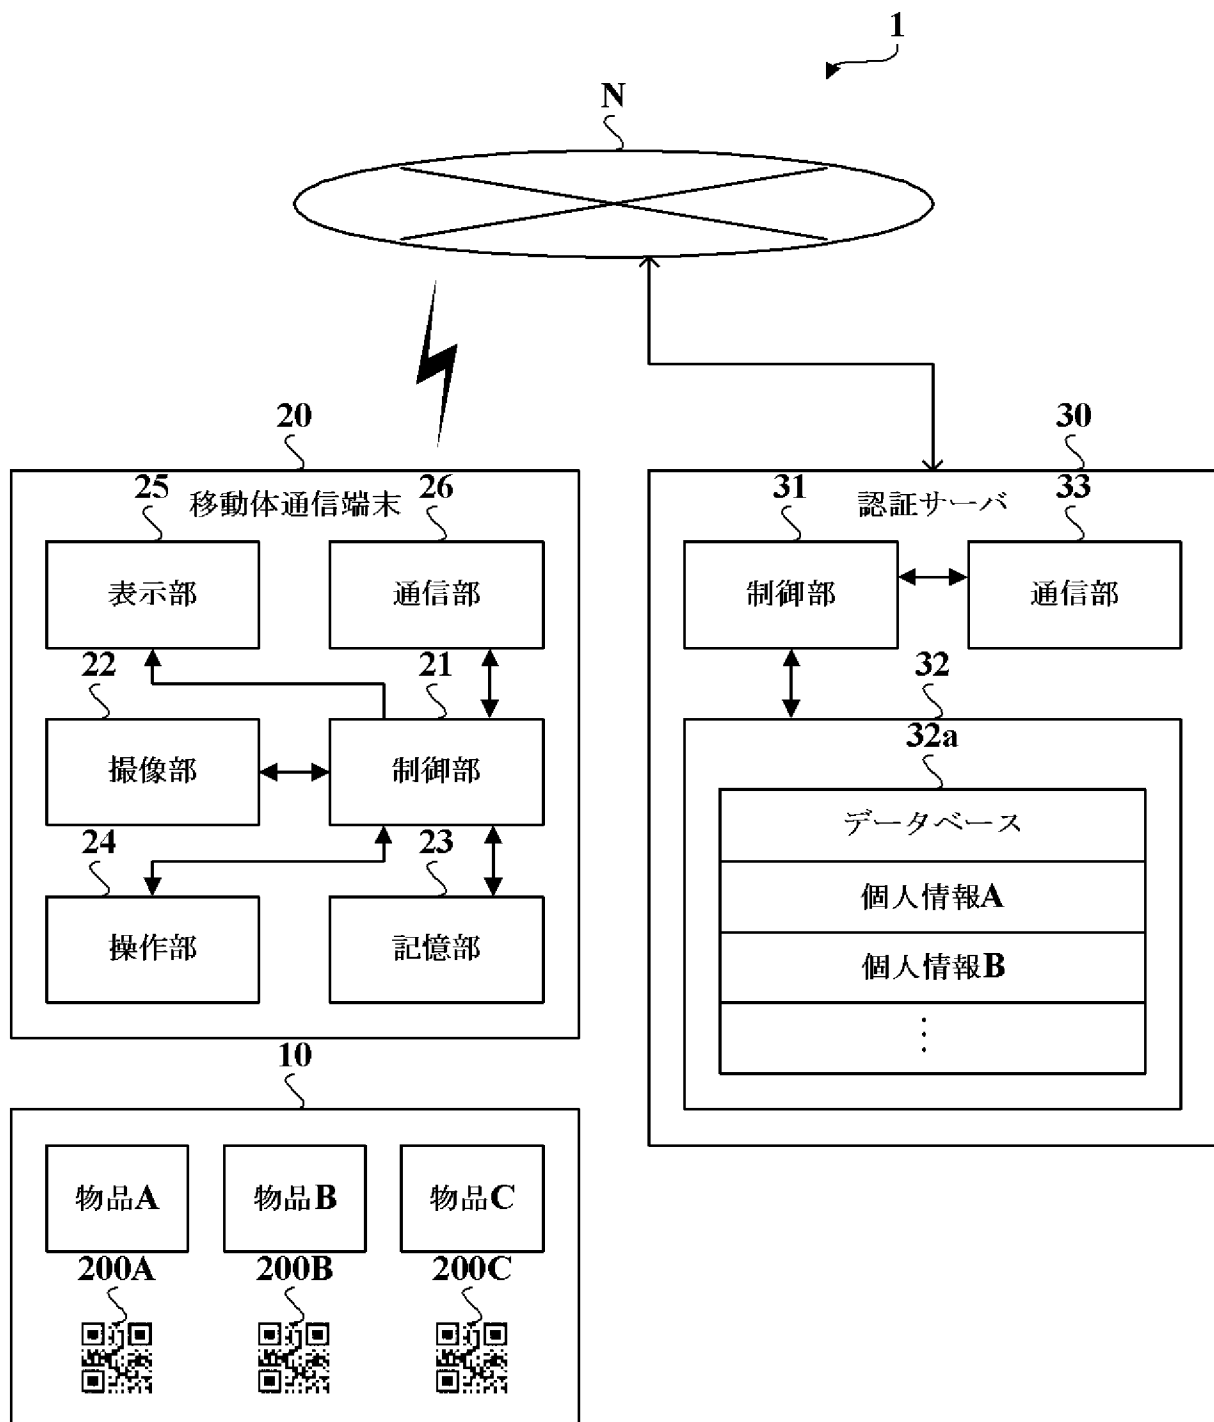 1
N
20
30
25
移動体通信端末
26
31
認証サーバ
33
表示部
通信部
制御部
通信部
22
21
32
撮像部
制御部
32a
データベース
24
23
個人情報A
操作部
記憶部
個人情報B
⋮
10
物品A
物品B
物品C
200A
200B
200C